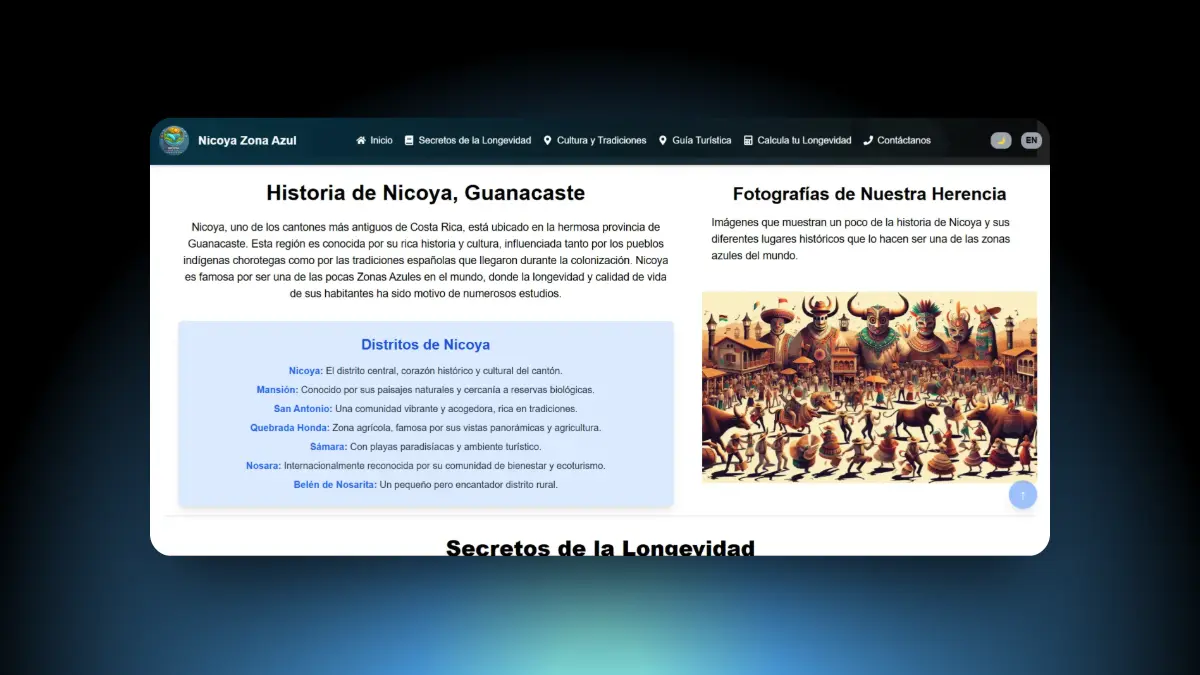 Nicoya Zona Azul
Inicio
Secretos de la Longevidad
Cultura y Tradiciones
Guía Turística
Calcula tu Longevidad
Contáctanos
EN
Historia de Nicoya, Guanacaste
Nicoya, uno de los cantones más antiguos de Costa Rica, está ubicado en la hermosa provincia de
Guanacaste. Esta región es conocida por su rica historia y cultura, influenciada tanto por los pueblos
indígenas chorotegas como por las tradiciones españolas que llegaron durante la colonización. Nicoya
es famosa por ser una de las pocas Zonas Azules en el mundo, donde la longevidad y calidad de vida
de sus habitantes ha sido motivo de numerosos estudios.
Distritos de Nicoya
Nicoya: El distrito central, corazón histórico y cultural del cantón.
Mansión: Conocido por sus paisajes naturales y cercanía a reservas biológicas.
San Antonio: Una comunidad vibrante y acogedora, rica en tradiciones.
Quebrada Honda: Zona agrícola, famosa por sus vistas panorámicas y agricultura.
Sámara: Con playas paradisíacas y ambiente turístico.
Nosara: Internacionalmente reconocida por su comunidad de bienestar y ecoturismo.
Belén de Nosarita: Un pequeño pero encantador distrito rural.
Fotografías de Nuestra Herencia
Imágenes que muestran un poco de la historia de Nicoya y sus
diferentes lugares históricos que lo hacen ser una de las zonas
azules del mundo.
↑
Secretos de la Longevidad